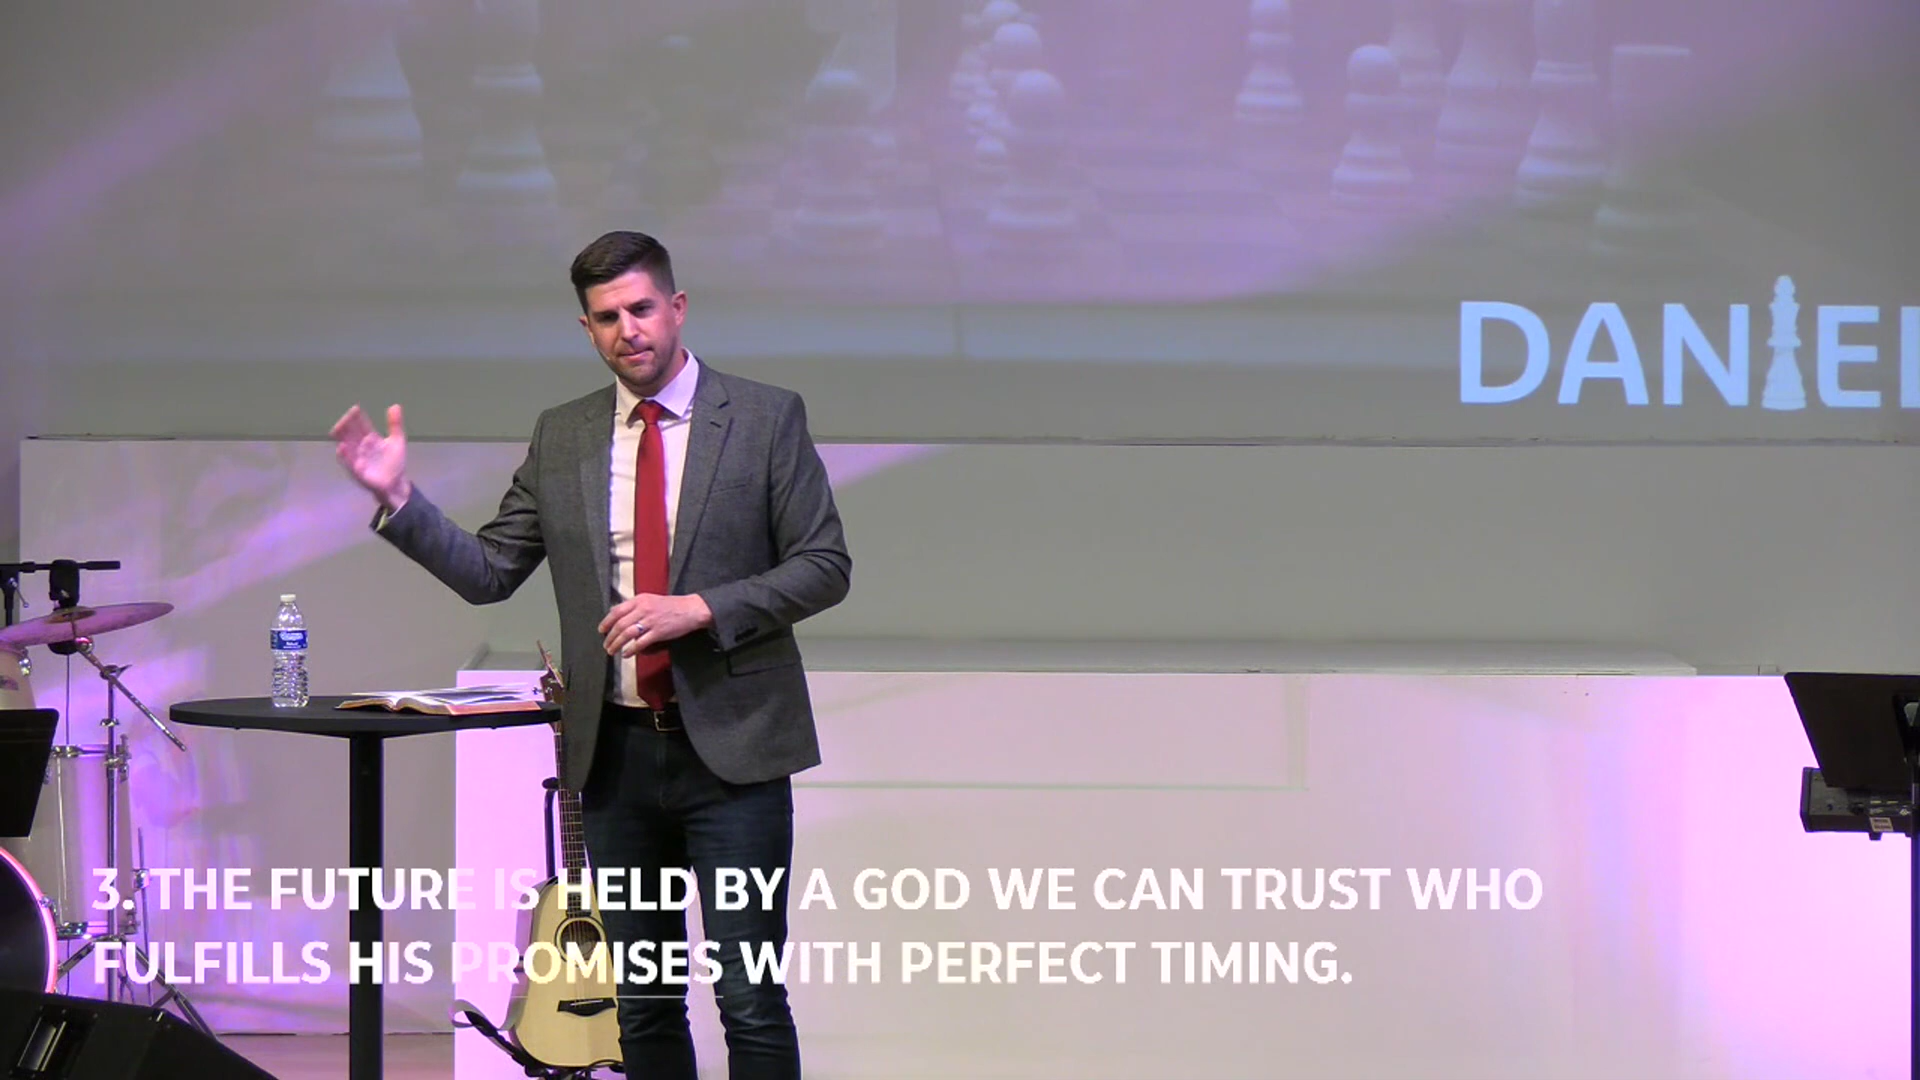 DANIEL
3. THE FUTURE IS HELD BY A GOD WE CAN TRUST WHO
FULFILLS HIS PROMISES WITH PERFECT TIMING.